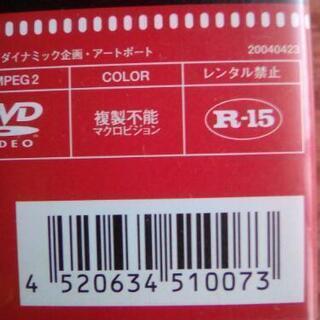 ダイナミック企画・アートポート 20040423
MPEG2 COLOR レンタル禁止
DVD
VIDEO
複製不能
マクロビジョン
R-15
4 520634 510073